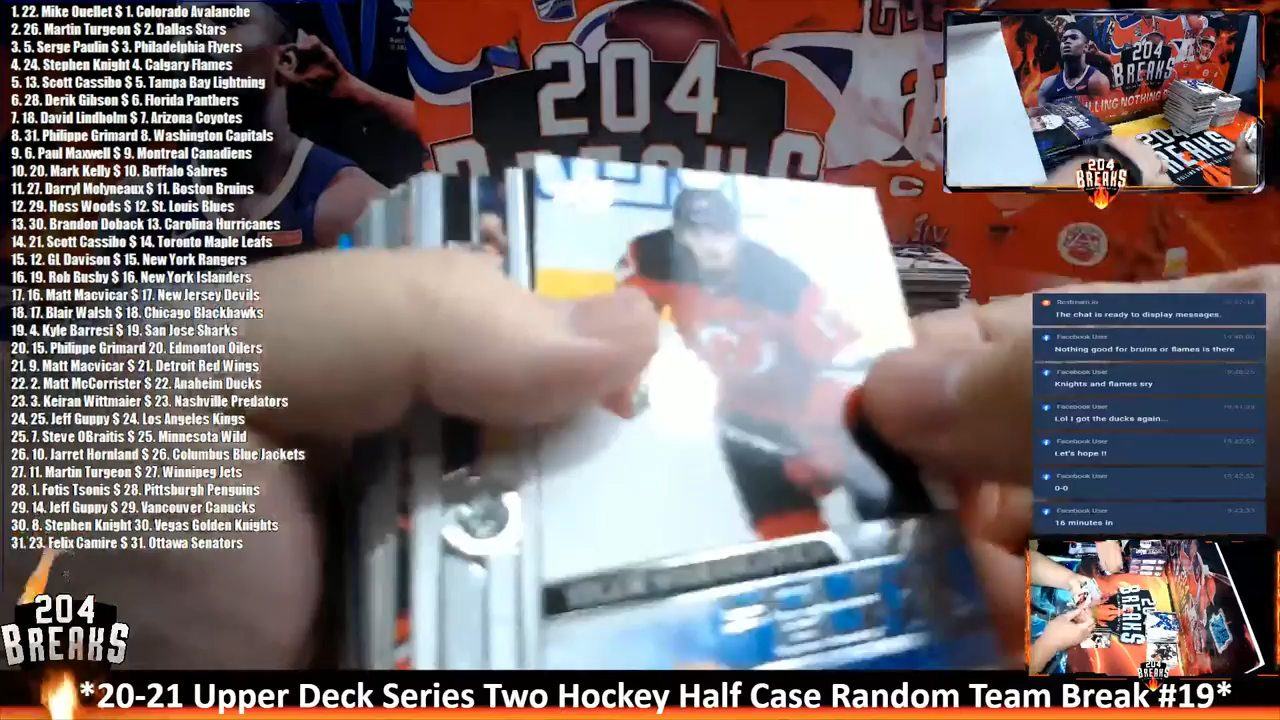 1. 22. Mike Ouellet $ 1. Colorado Avalanche
2. 26. Martin Turgeon $ 2. Dallas Stars
3. 5. Serge Paulin $ 3. Philadelphia Flyers
4. 24. Stephen Knight 4. Calgary Flames
5. 13. Scott Cassibo $ 5. Tampa Bay Lightning
6. 28. Derik Gibson $ 6. Florida Panthers
7. 18. David Lindholm $ 7. Arizona Coyotes
8. 31. Philippe Grimard 8. Washington Capitals
9. 6. Paul Maxwell $ 9. Montreal Canadiens
10. 20. Mark Kelly $ 10. Buffalo Sabres
11. 27. Darryl Molyneaux $ 11. Boston Bruins
12. 29. Hoss Woods $ 12. St. Louis Blues
13. 30. Brandon Doback 13. Carolina Hurricanes
14. 21. Scott Cassibo $ 14. Toronto Maple Leafs
15. 12. GL Davison $ 15. New York Rangers
16. 19. Rob Busby $ 16. New York Islanders
17. 16. Matt Macvicar $ 17. New Jersey Devils
18. 17. Blair Walsh $ 18. Chicago Blackhawks
19. 4. Kyle Barresi $ 19. San Jose Sharks
20. 15. Philippe Grimard 20. Edmonton Oilers
21. 9. Matt Macvicar $ 21. Detroit Red Wings
22. 2. Matt McCorrister $ 22. Anaheim Ducks
23. 3. Keiran Wittmaier $ 23. Nashville Predators
24. 25. Jeff Guppy $ 24. Los Angeles Kings
25. 7. Steve OBraitis $ 25. Minnesota Wild
26. 10. Jarret Hornland $ 26. Columbus Blue Jackets
27. 11. Martin Turgeon $ 27. Winnipeg Jets
28. 1. Fotis Tsonis $ 28. Pittsburgh Penguins
29. 14. Jeff Guppy $ 29. Vancouver Canucks
30. 8. Stephen Knight 30. Vegas Golden Knights
31. 23. Felix Camire $ 31. Ottawa Senators
204
BREAKS
204
BREAKS
204
BREAKS
204
BREAKS
Restream.io
The chat is ready to display messages.
Facebook User
Nothing good for bruins or flames is there
Facebook User
Knights and flames sry
Facebook User
Lol I got the ducks again...
Facebook User
Let's hope !!
Facebook User
0-0
Facebook User
16 minutes in
204
BREAKS
204
BREAKS
*20-21 Upper Deck Series Two Hockey Half Case Random Team Break #19*